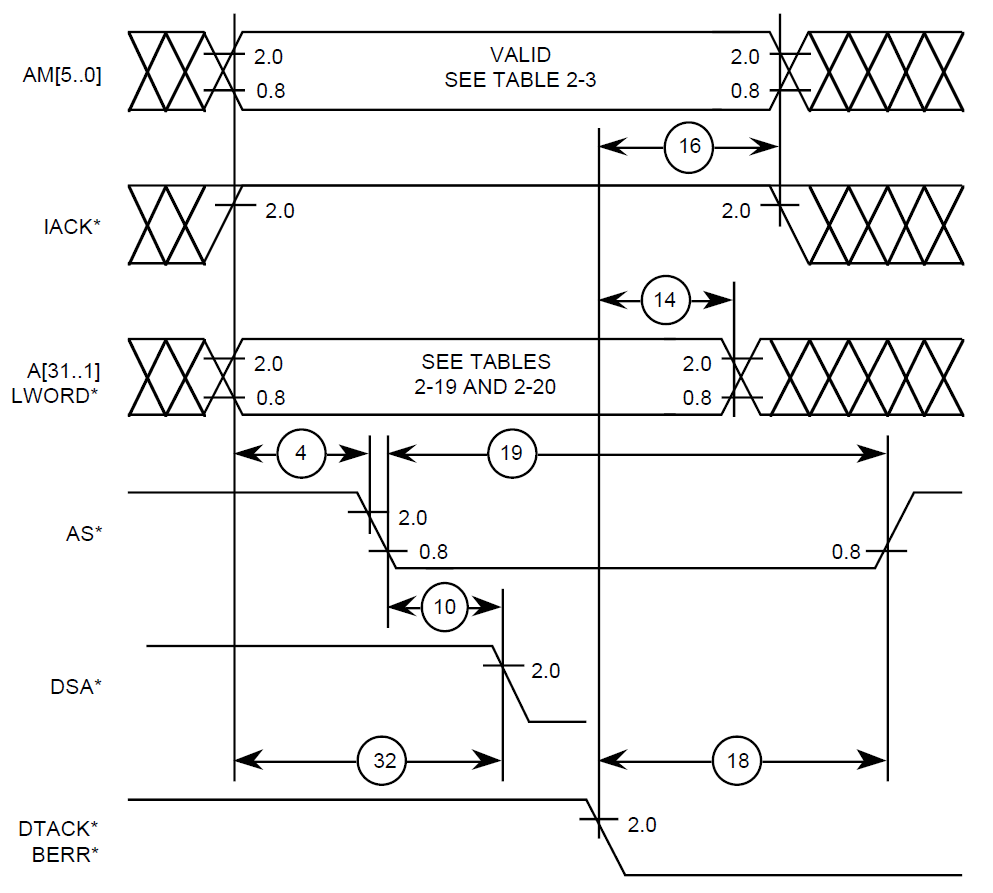 AM[5..0]
2.0
0.8
VALID
SEE TABLE 2-3
2.0
0.8
16
IACK*
2.0
2.0
14
A[31..1]
LWORD*
2.0
0.8
SEE TABLES
2-19 AND 2-20
2.0
0.8
4
19
AS*
2.0
0.8
0.8
10
DSA*
2.0
32
18
DTACK*
BERR*
2.0